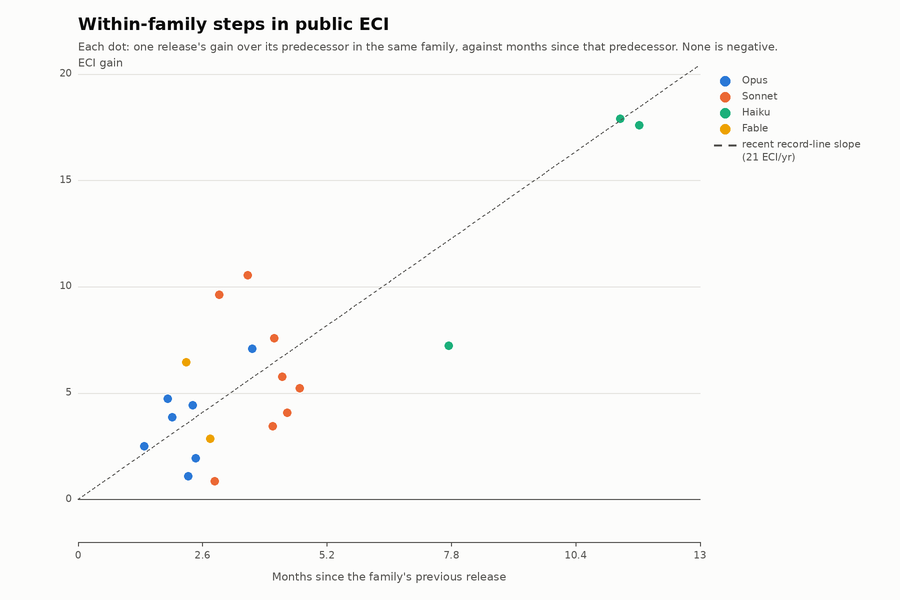 Within-family steps in public ECI
Each dot: one release's gain over its predecessor in the same family, against months since that predecessor. None is negative.
ECI gain
20
15
10
5
0
0 2.6 5.2 7.8 10.4 13
Months since the family's previous release
Opus
Sonnet
Haiku
Fable
recent record-line slope
(21 ECI/yr)